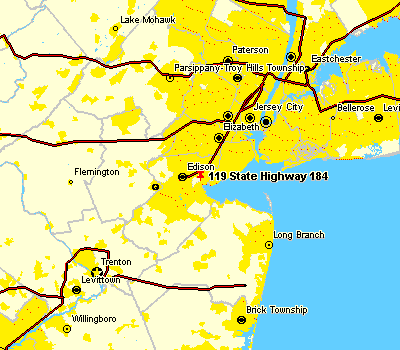 Lake Mohawk
Paterson
Eastchester
Parsippany-Troy Hills Township
Jersey City
Bellerose
Levi
Elizabeth
Edison
Flemington
119 State Highway 184
Long Branch
Trenton
Levittown
Willingboro
Brick Township